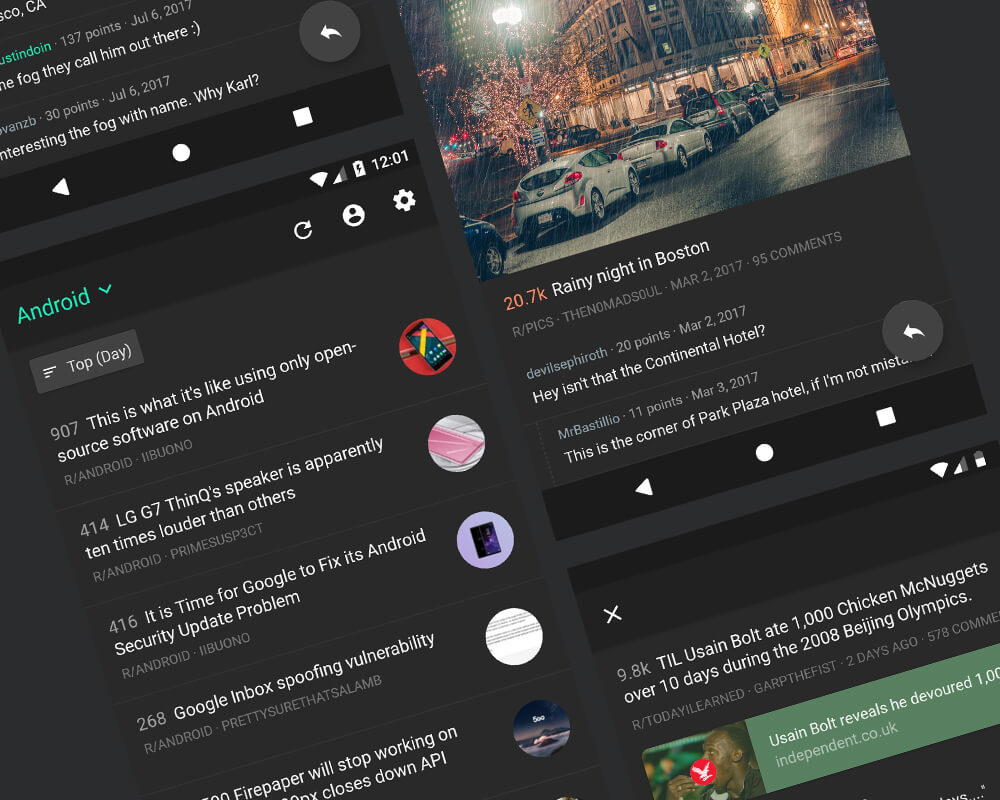 sco, CA
ustindoin · 137 points · Jul 6, 2017
he fog they call him out there :)
ovanzb · 30 points · Jul 6, 2017
nteresting the fog with name. Why Karl?
12:01
Android
Top (Day)
907 This is what it's like using only open-
source software on Android
R/ANDROID · IIBUONO
414 LG G7 ThinQ's speaker is apparently
ten times louder than others
R/ANDROID · PRIMESUSP3CT
416 It is Time for Google to Fix its Android
Security Update Problem
R/ANDROID · IIBUONO
268 Google Inbox spoofing vulnerability
R/ANDROID · PRETTYSURETHATSALAMB
500 Firepaper will stop working on
0px closes down API
5oo
20.7k Rainy night in Boston
R/PICS · THEN0MADS0UL · MAR 2, 2017 · 95 COMMENTS
devilsephiroth · 20 points · Mar 2, 2017
Hey isn't that the Continental Hotel?
MrBastillio · 11 points · Mar 3, 2017
This is the corner of Park Plaza hotel, if I'm not mista
9.8k TIL Usain Bolt ate 1,000 Chicken McNuggets
over 10 days during the 2008 Beijing Olympics.
R/TODAYILEARNED · GARPTHEFIST · 2 DAYS AGO · 578 COMME
Usain Bolt reveals he devoured 1,00
independent.co.uk